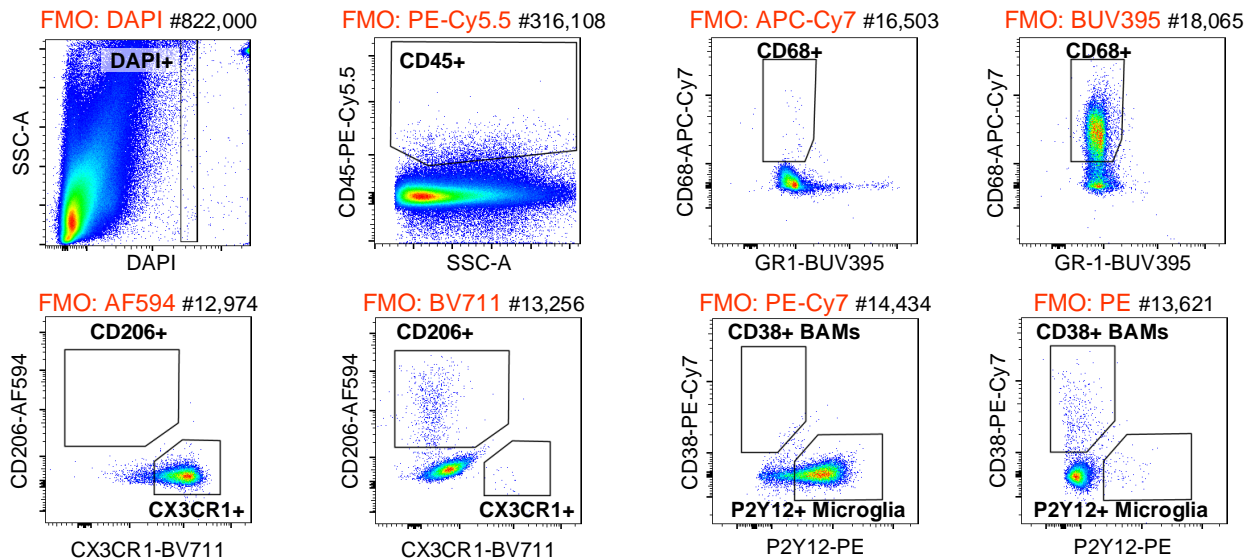 FMO: DAPI #822,000
FMO: PE-Cy5.5 #316,108
FMO: APC-Cy7 #16,503
FMO: BUV395 #18,065
DAPI+
SSC-A
DAPI
CD45+
CD45-PE-Cy5.5
SSC-A
CD68+
CD68-APC-Cy7
GR1-BUV395
CD68+
CD68-APC-Cy7
GR-1-BUV395
FMO: AF594 #12,974
FMO: BV711 #13,256
FMO: PE-Cy7 #14,434
FMO: PE #13,621
CD206+
CD206-AF594
CX3CR1+
CX3CR1-BV711
CD206+
CD206-AF594
CX3CR1+
CX3CR1-BV711
CD38+ BAMs
CD38-PE-Cy7
P2Y12+ Microglia
P2Y12-PE
CD38+ BAMs
CD38-PE-Cy7
P2Y12+ Microglia
P2Y12-PE